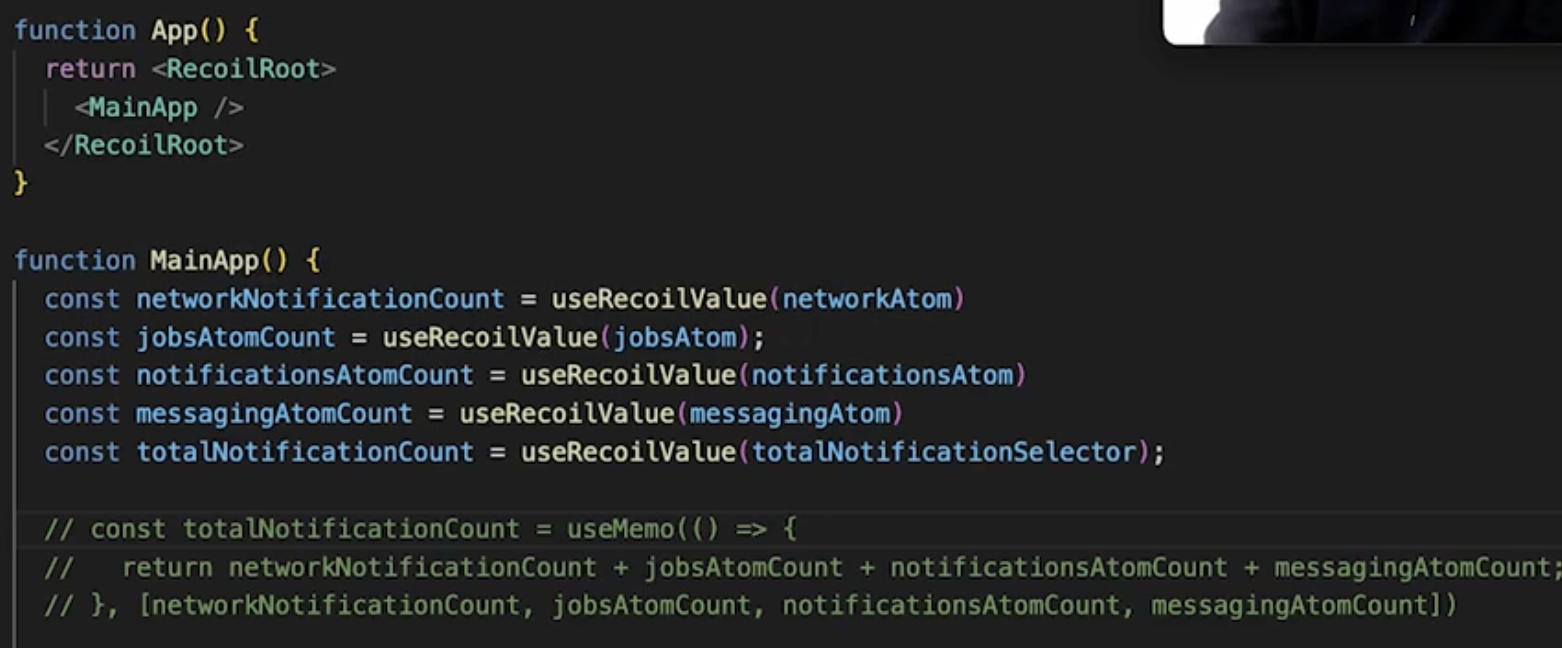 function App() {
  return <RecoilRoot>
    <MainApp />
  </RecoilRoot>
}
function MainApp() {
  const networkNotificationCount = useRecoilValue(networkAtom)
  const jobsAtomCount = useRecoilValue(jobsAtom);
  const notificationsAtomCount = useRecoilValue(notificationsAtom)
  const messagingAtomCount = useRecoilValue(messagingAtom)
  const totalNotificationCount = useRecoilValue(totalNotificationSelector);
  // const totalNotificationCount = useMemo(() => {
  //   return networkNotificationCount + jobsAtomCount + notificationsAtomCount + messagingAtomCount;
  // }, [networkNotificationCount, jobsAtomCount, notificationsAtomCount, messagingAtomCount])